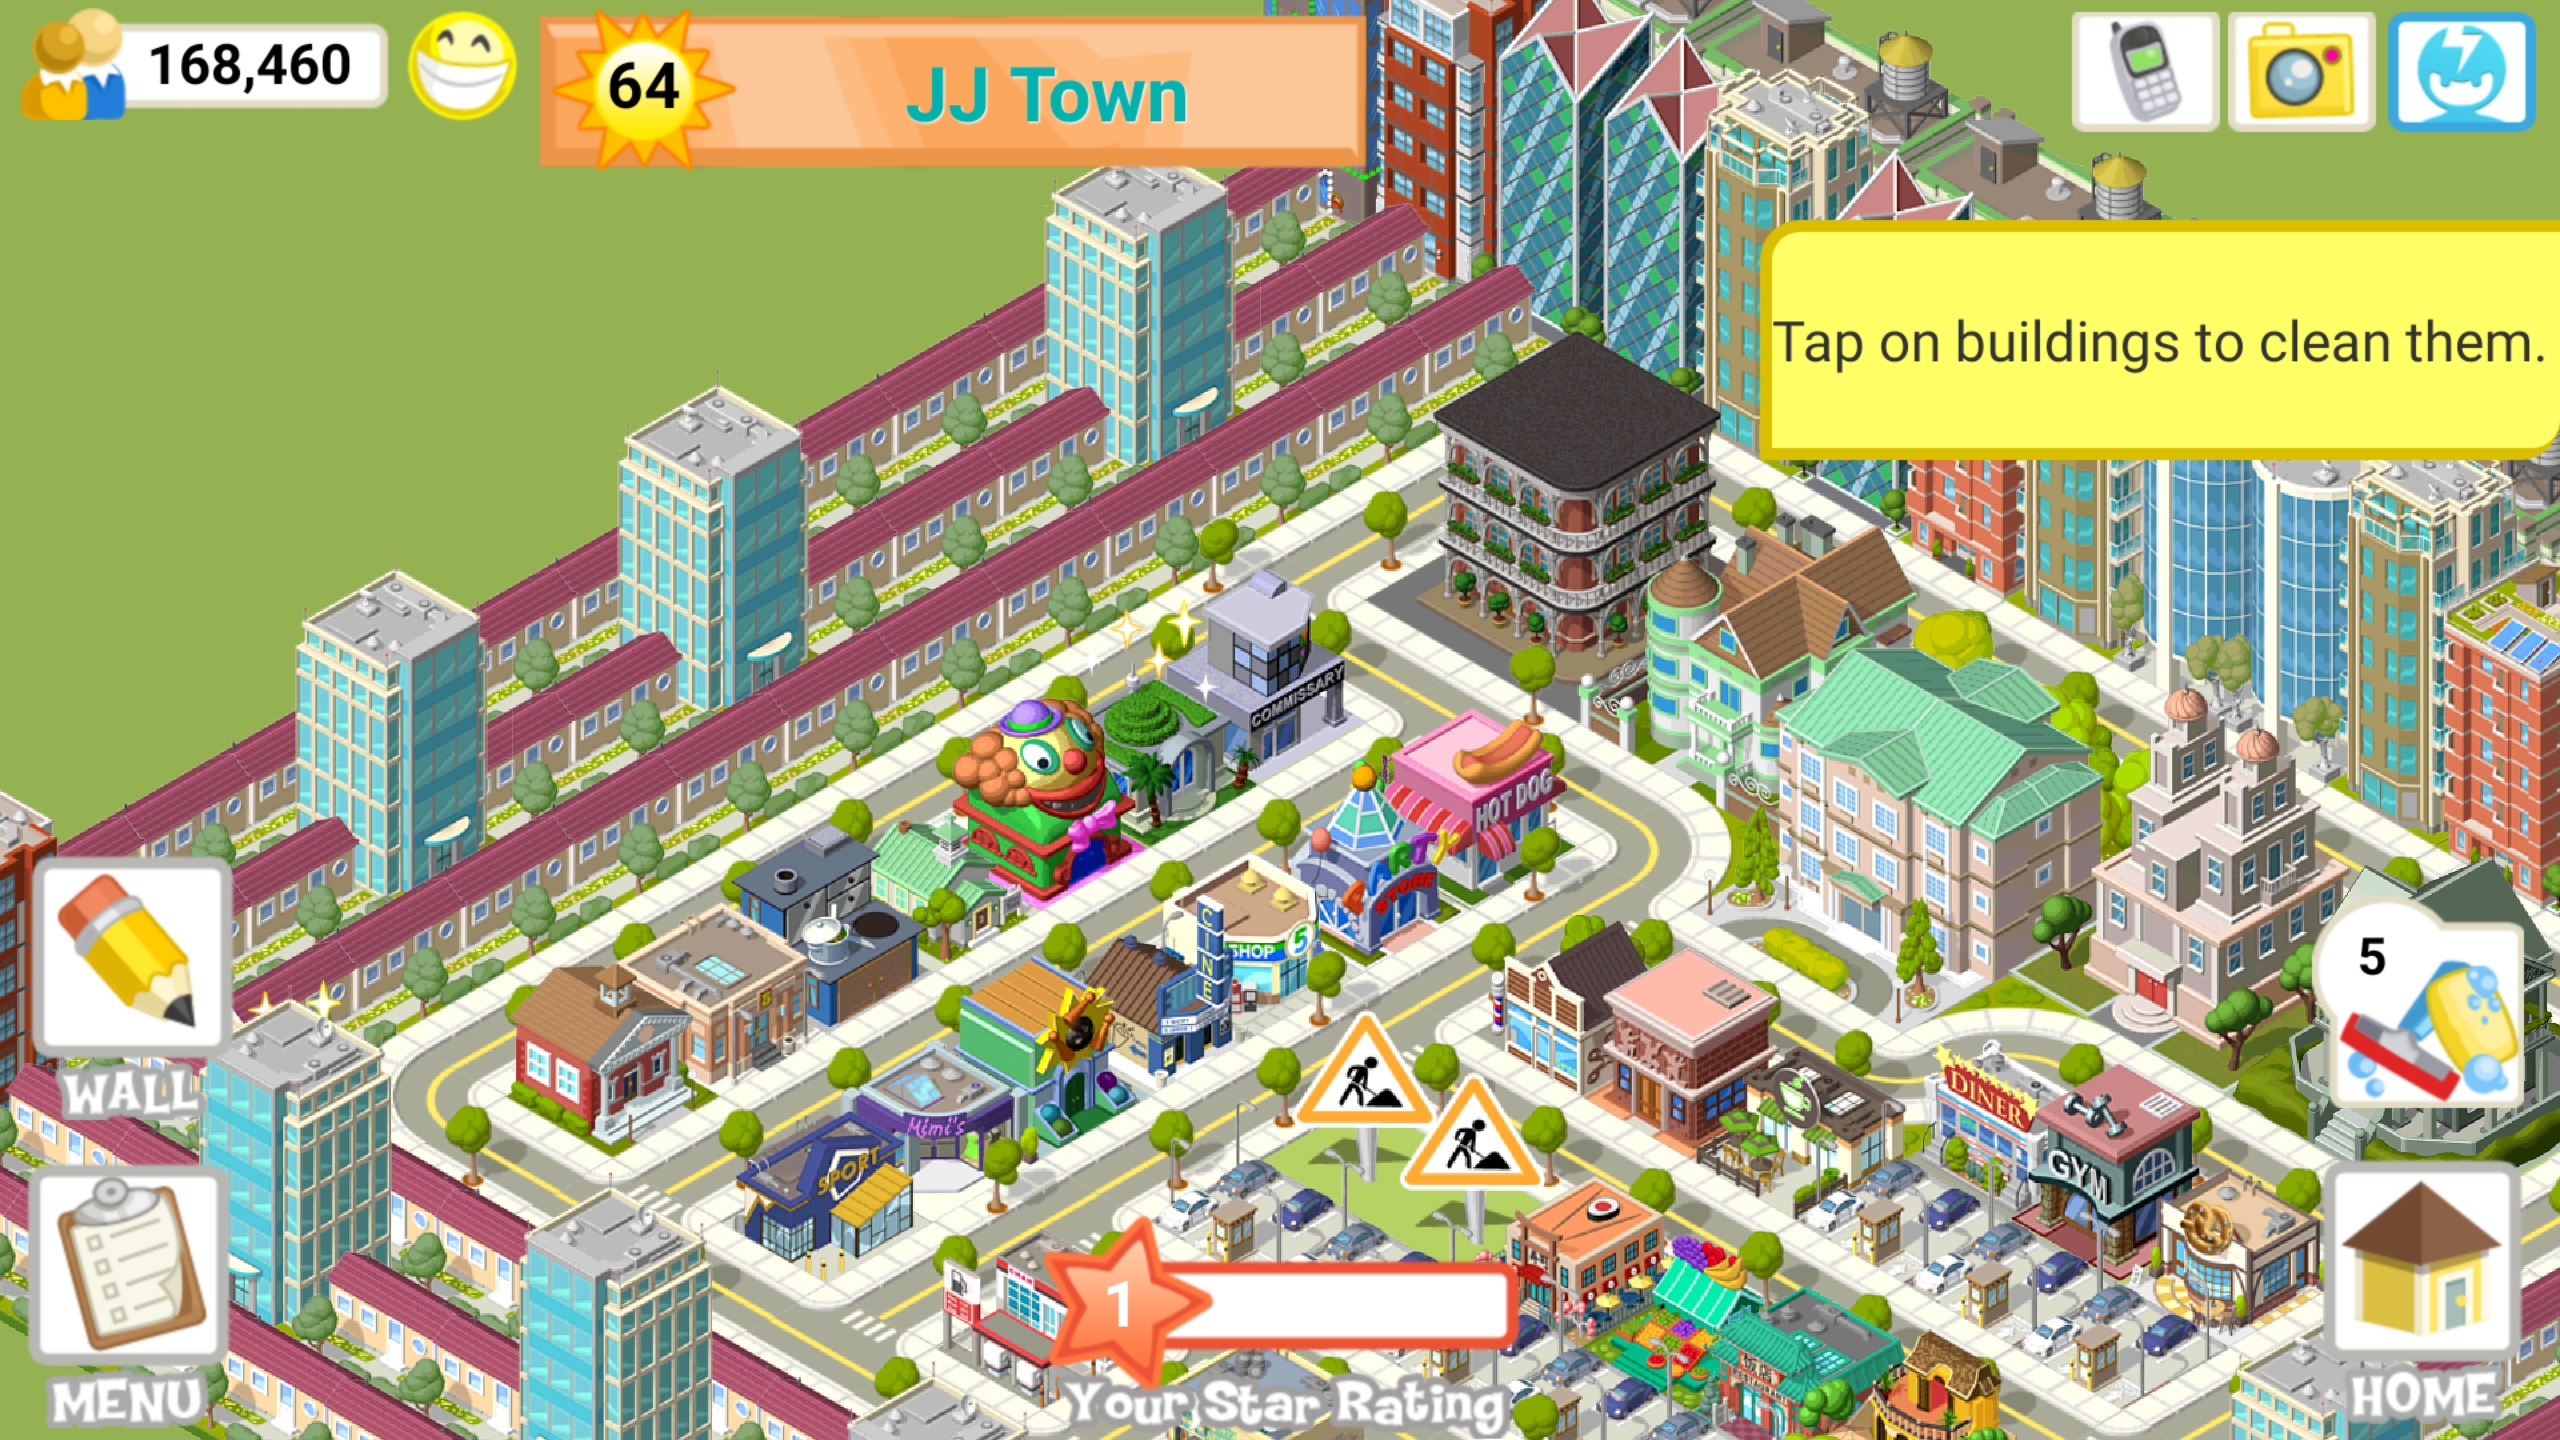 168,460
64
JJ Town
Tap on buildings to clean them.
COMMISSARY
HOT DOG
PARTY
STORE
CINE
SHOP 5
Mimi's
SPORT
DINER
GYM
5
WALL
MENU
1
Your Star Rating
HOME